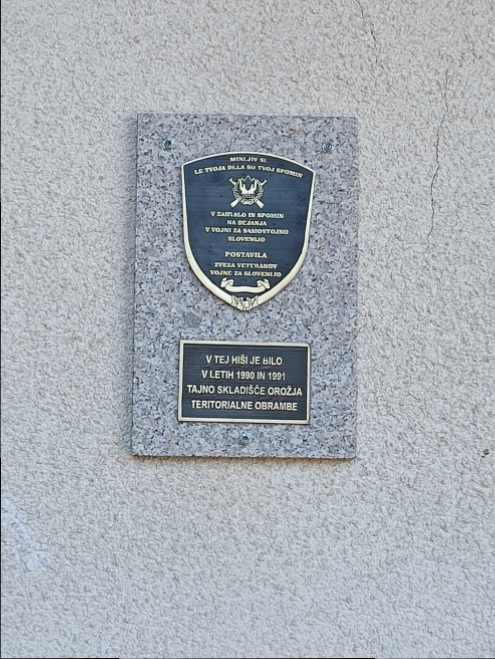 MINLJIV SI,
LE TVOJA DELA SO TVOJ SPOMIN
V ZAHVALO IN SPOMIN
NA DEJANJA
V VOJNI ZA SAMOSTOJNO
SLOVENIJO
POSTAVILA
ZVEZA VETERANOV
VOJNE ZA SLOVENIJO
V TEJ HIŠI JE BILO
V LETIH 1990 IN 1991
TAJNO SKLADIŠČE OROŽJA
TERITORIALNE OBRAMBE